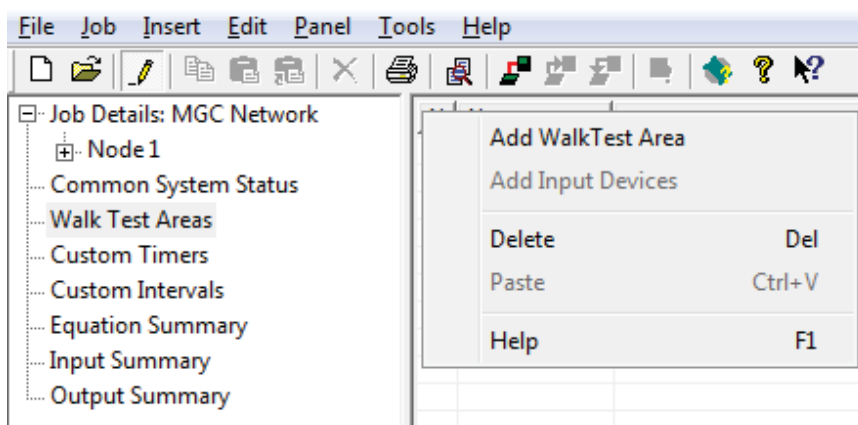 File Job Insert Edit Panel Tools Help
Job Details: MGC Network
Node 1
Common System Status
Walk Test Areas
Custom Timers
Custom Intervals
Equation Summary
Input Summary
Output Summary
Add WalkTest Area
Add Input Devices
Delete Del
Paste Ctrl+V
Help F1